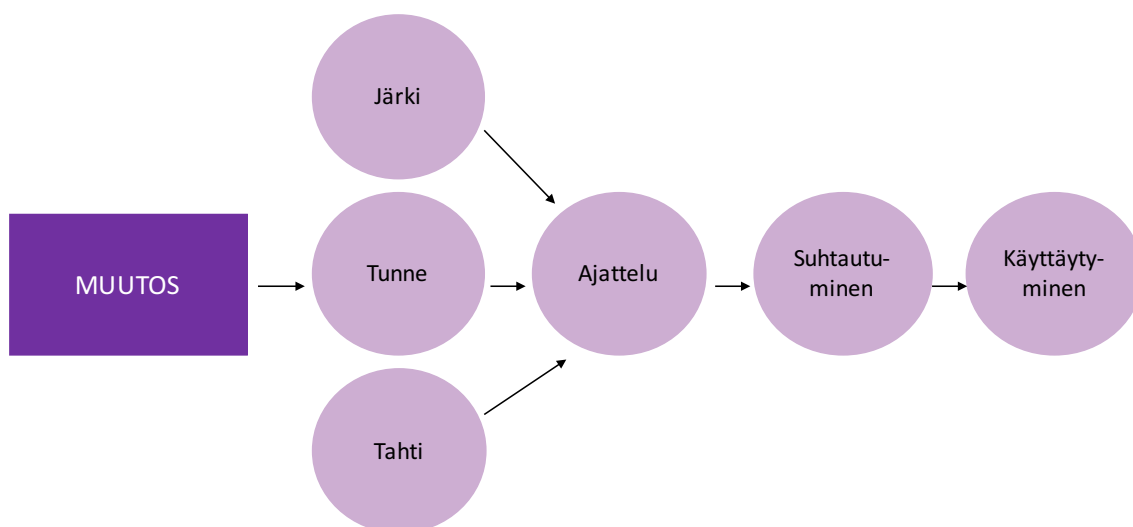 Järki
MUUTOS
Tunne
Ajattelu
Suhtautu-
minen
Käyttäyty-
minen
Tahti